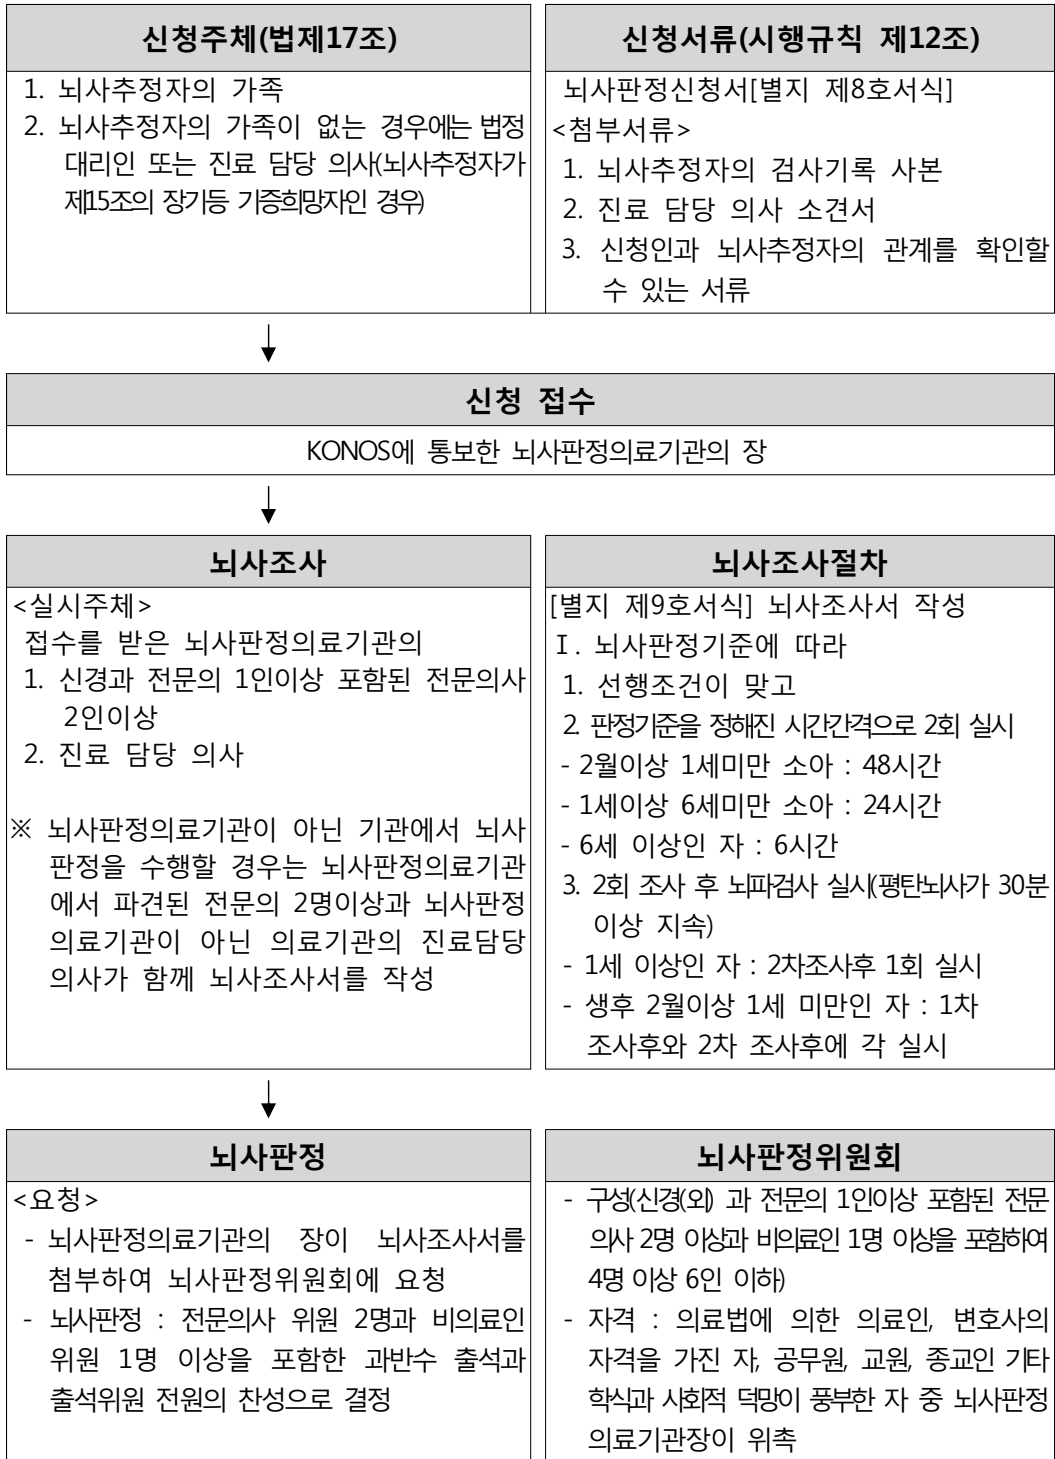 신청주체(법제17조)
1. 뇌사추정자의 가족
2. 뇌사추정자의 가족이 없는 경우에는 법정
대리인 또는 진료 담당 의사(뇌사추정자가
제15조의 장기등 기증희망자인 경우)
신청서류(시행규칙 제12조)
뇌사판정신청서[별지 제8호서식]
<첨부서류>
1. 뇌사추정자의 검사기록 사본
2. 진료 담당 의사 소견서
3. 신청인과 뇌사추정자의 관계를 확인할
수 있는 서류
신청 접수
KONOS에 통보한 뇌사판정의료기관의 장
뇌사조사
<실시주체>
접수를 받은 뇌사판정의료기관의
1. 신경과 전문의 1인이상 포함된 전문의사
2인이상
2. 진료 담당 의사
※ 뇌사판정의료기관이 아닌 기관에서 뇌사
판정을 수행할 경우는 뇌사판정의료기관
에서 파견된 전문의 2명이상과 뇌사판정
의료기관이 아닌 의료기관의 진료담당
의사가 함께 뇌사조사서를 작성
뇌사조사절차
[별지 제9호서식] 뇌사조사서 작성
Ⅰ. 뇌사판정기준에 따라
1. 선행조건이 맞고
2. 판정기준을 정해진 시간간격으로 2회 실시
- 2월이상 1세미만 소아 : 48시간
- 1세이상 6세미만 소아 : 24시간
- 6세 이상인 자 : 6시간
3. 2회 조사 후 뇌파검사 실시(평탄뇌사가 30분
이상 지속)
- 1세 이상인 자 : 2차조사후 1회 실시
- 생후 2월이상 1세 미만인 자 : 1차
조사후와 2차 조사후에 각 실시
뇌사판정
<요청>
- 뇌사판정의료기관의 장이 뇌사조사서를
첨부하여 뇌사판정위원회에 요청
- 뇌사판정 : 전문의사 위원 2명과 비의료인
위원 1명 이상을 포함한 과반수 출석과
출석위원 전원의 찬성으로 결정
뇌사판정위원회
- 구성(신경(외) 과 전문의 1인이상 포함된 전문
의사 2명 이상과 비의료인 1명 이상을 포함하여
4명 이상 6인 이하)
- 자격 : 의료법에 의한 의료인, 변호사의
자격을 가진 자, 공무원, 교원, 종교인 기타
학식과 사회적 덕망이 풍부한 자 중 뇌사판정
의료기관장이 위촉